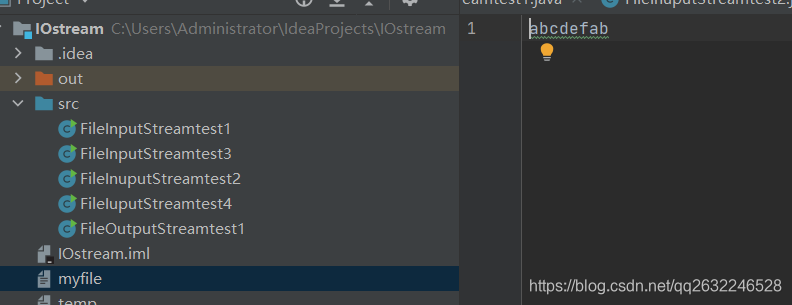 Project
IOstream C:\Users\Administrator\IdeaProjects\IOstream
.idea
out
src
FileInputStreamtest1
FileInputStreamtest3
FileInuputStreamtest2
FileIuputStreamtest4
FileOutputStreamtest1
IOstream.iml
myfile
temp
eamtest1.java
FileInuputStreamtest2.j
1
abcdefab
https://blog.csdn.net/qq2632246528